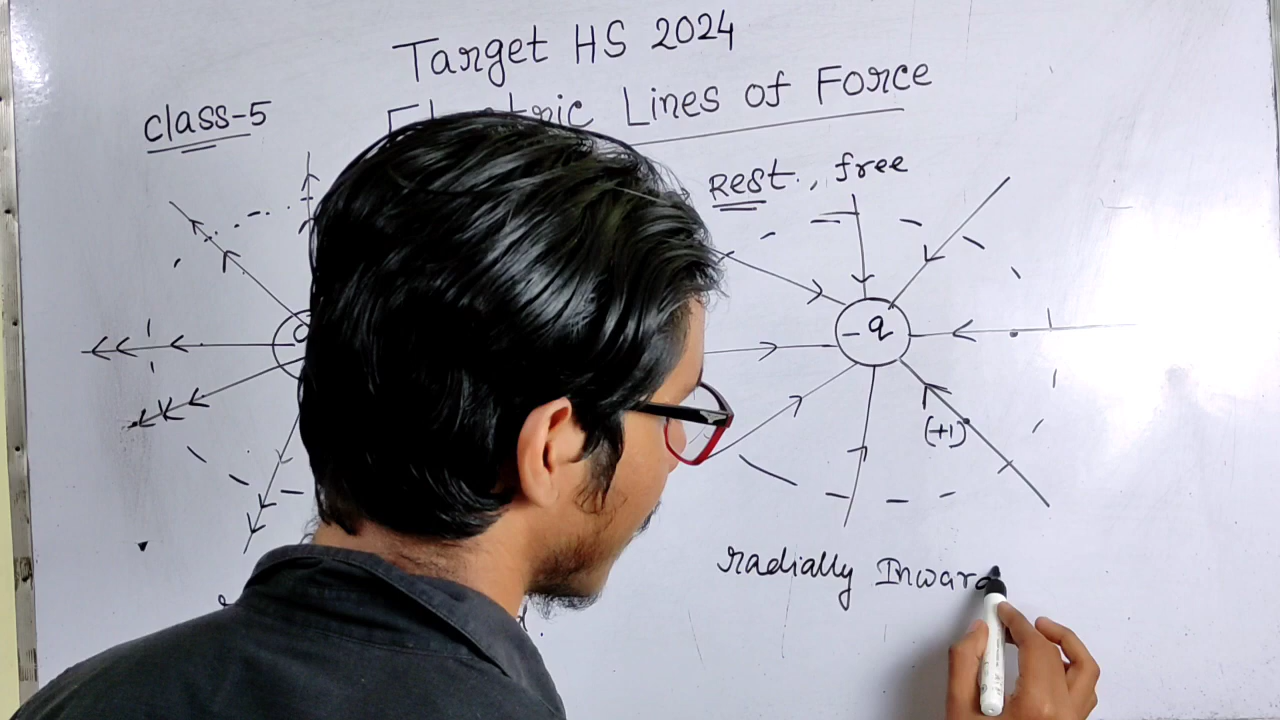 Target HS 2024
class-5
Lines of Force
Rest., free
-q
(+1)
radially Inward